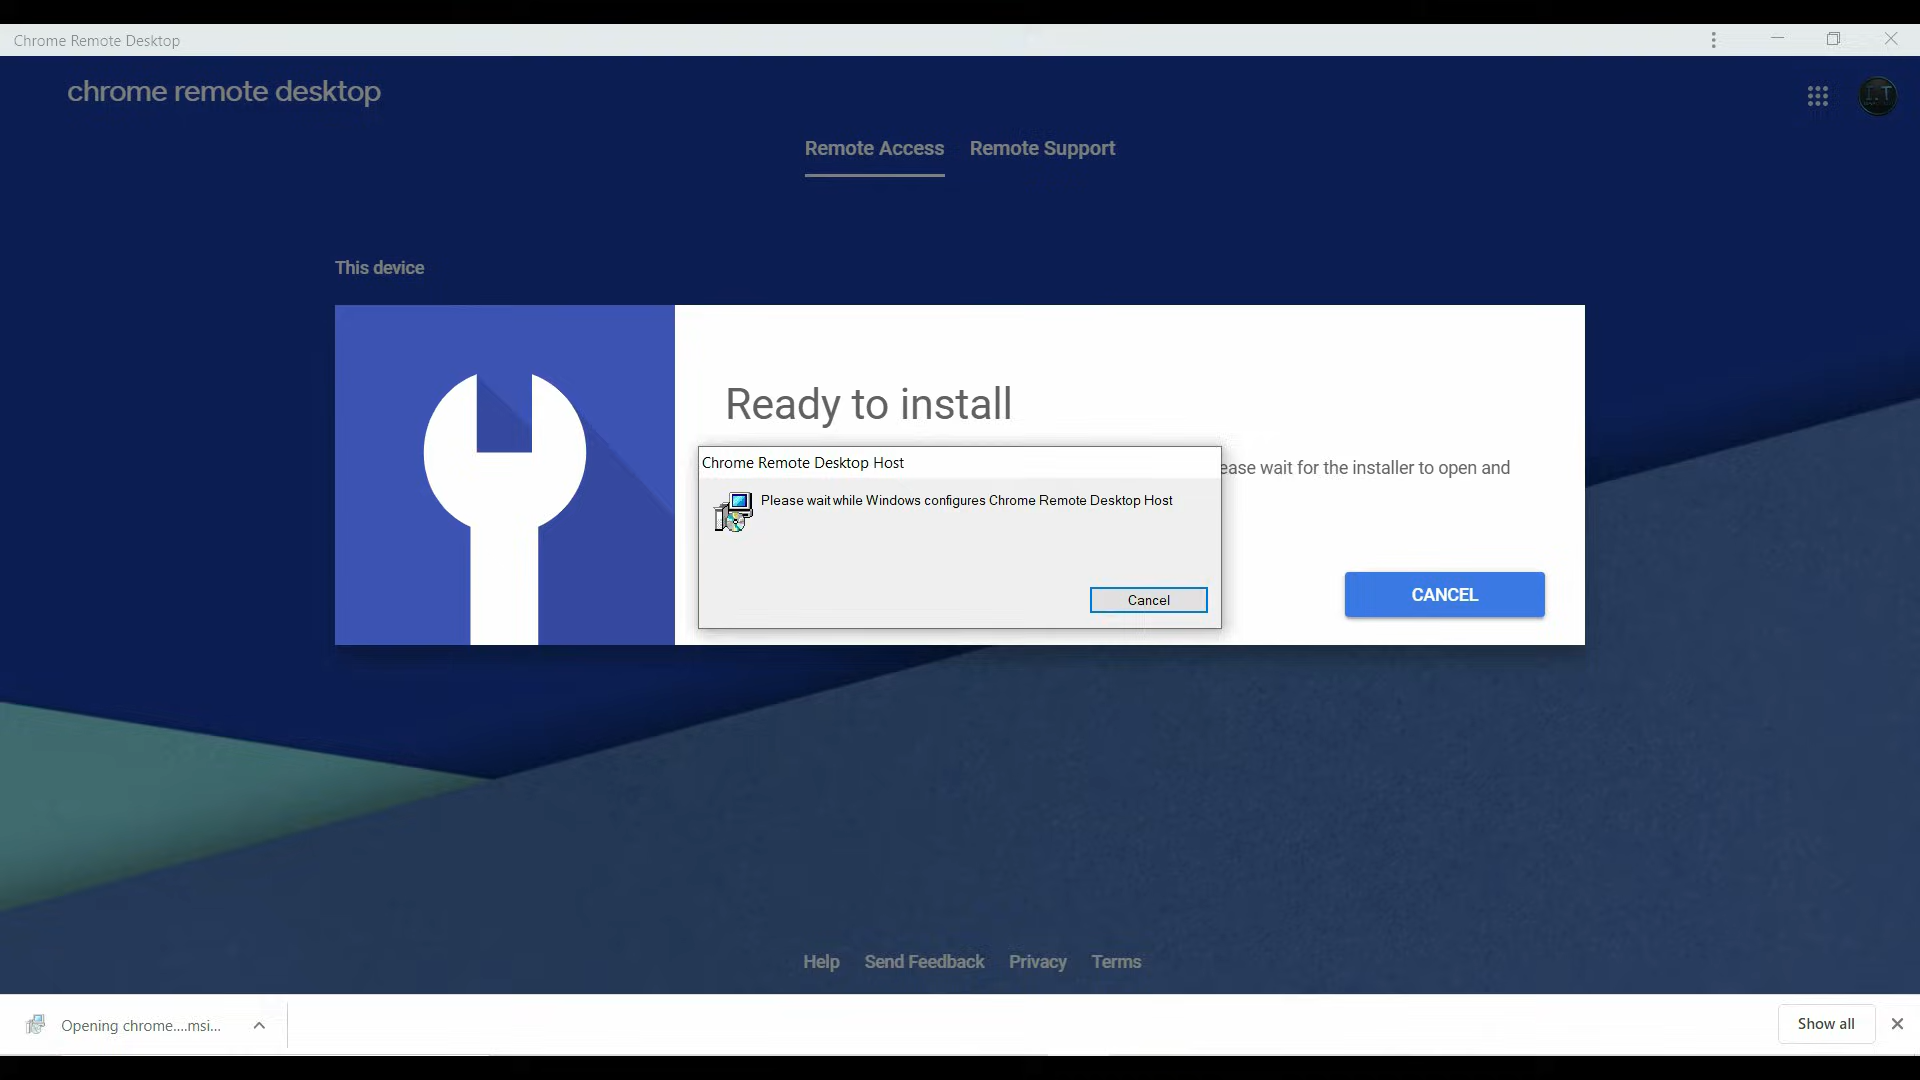 Chrome Remote Desktop
chrome remote desktop
I.T
Remote Access Remote Support
This device
Ready to install
ease wait for the installer to open and
Chrome Remote Desktop Host
Please wait while Windows configures Chrome Remote Desktop Host
Cancel
CANCEL
Help Send Feedback Privacy Terms
Opening chrome....msi...
Show all